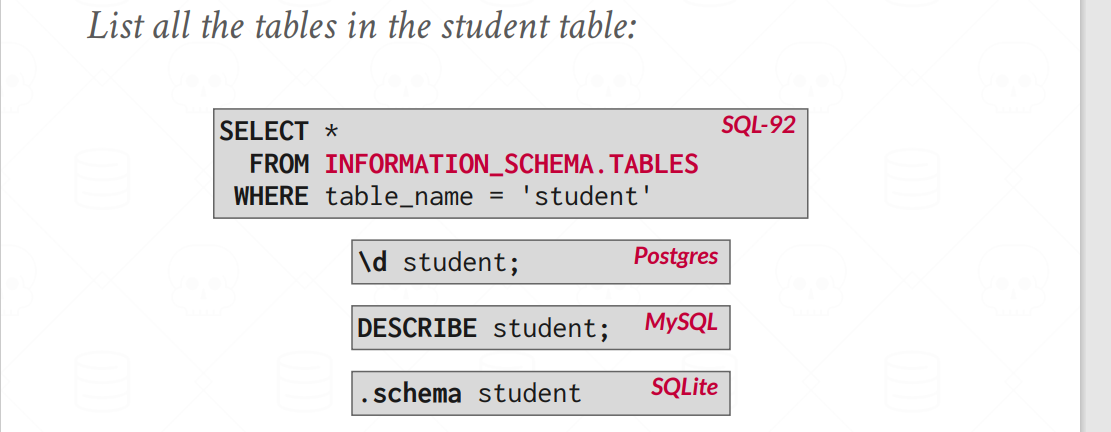 List all the tables in the student table:
SELECT *
SQL-92
FROM INFORMATION_SCHEMA.TABLES
WHERE table_name = 'student'
\d student;
Postgres
DESCRIBE student;
MySQL
.schema student
SQLite